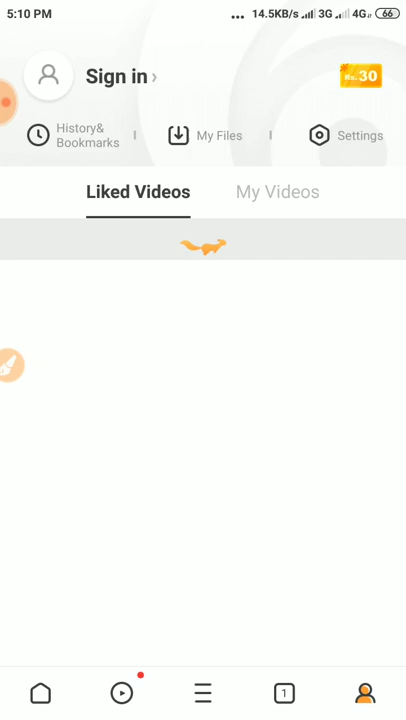 5:10 PM
... 14.5KB/s 3G 4G 66
Sign in ›
Rs.30
History&
Bookmarks
My Files
Settings
Liked Videos
My Videos
1